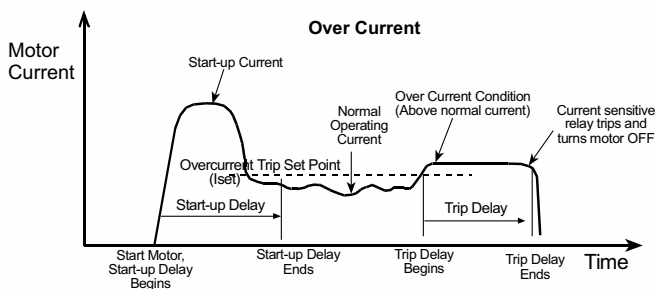 Over Current
Motor
Current
Start-up Current
Normal
Operating
Current
Over Current Condition
(Above normal current)
Current sensitive
relay trips and
turns motor OFF
Overcurrent Trip Set Point
(Iset)
Start-up Delay
Trip Delay
Start Motor,
Start-up Delay
Begins
Start-up Delay
Ends
Trip Delay
Begins
Trip Delay
Ends
Time